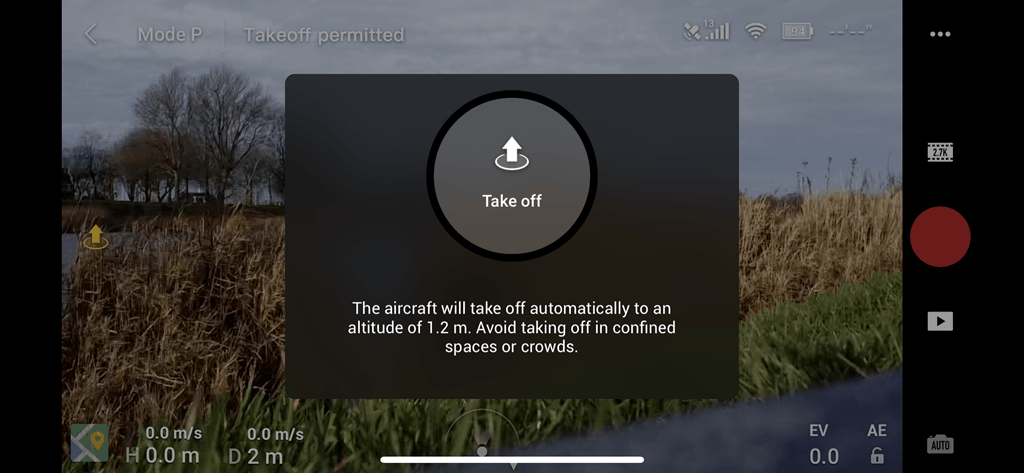 Mode P
Takeoff permitted
13
94
--'--"
2.7K
Take off
The aircraft will take off automatically to an
altitude of 1.2 m. Avoid taking off in confined
spaces or crowds.
0.0 m/s
0.0 m/s
H 0.0 m
D 2 m
EV
AE
0.0
AUTO